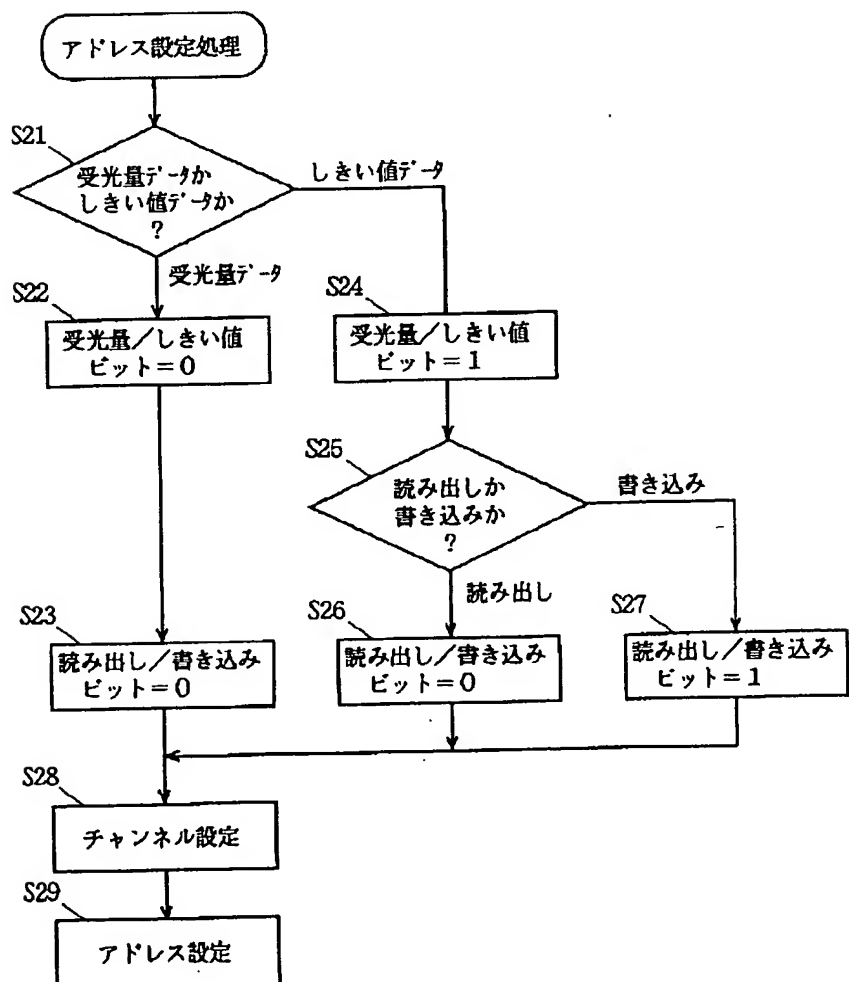 アドレス設定処理
S21
受光量データか
しきい値データか
?
しきい値データ
受光量データ
S22
受光量/しきい値
ビット=0
S24
受光量/しきい値
ビット=1
S25
読み出しか
書き込みか
?
書き込み
読み出し
S23
読み出し/書き込み
ビット=0
S26
読み出し/書き込み
ビット=0
S27
読み出し/書き込み
ビット=1
S28
チャンネル設定
S29
アドレス設定